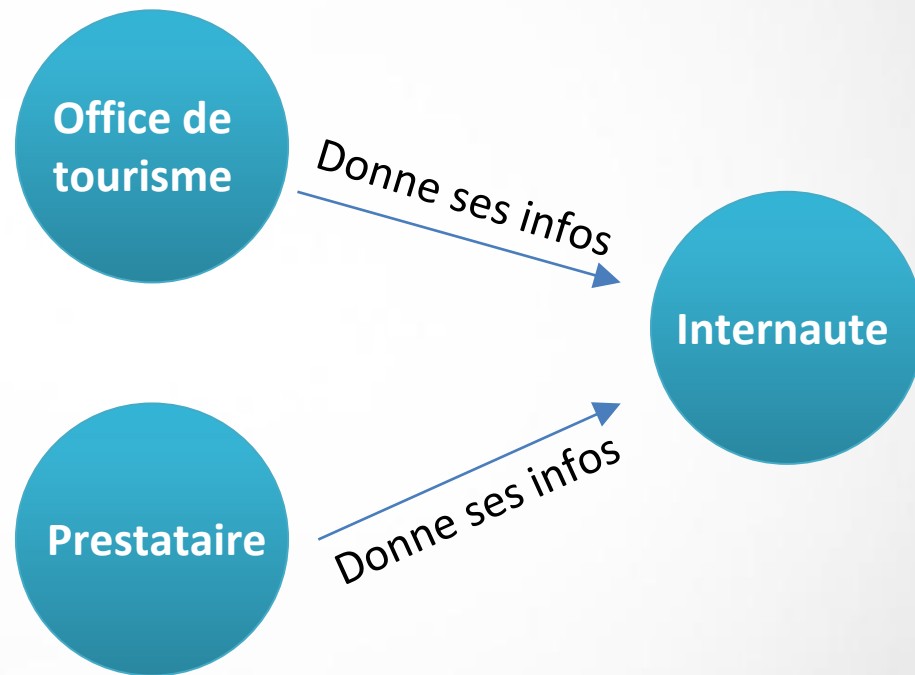 Office de
tourisme
Donne ses infos
Internaute
Prestataire
Donne ses infos